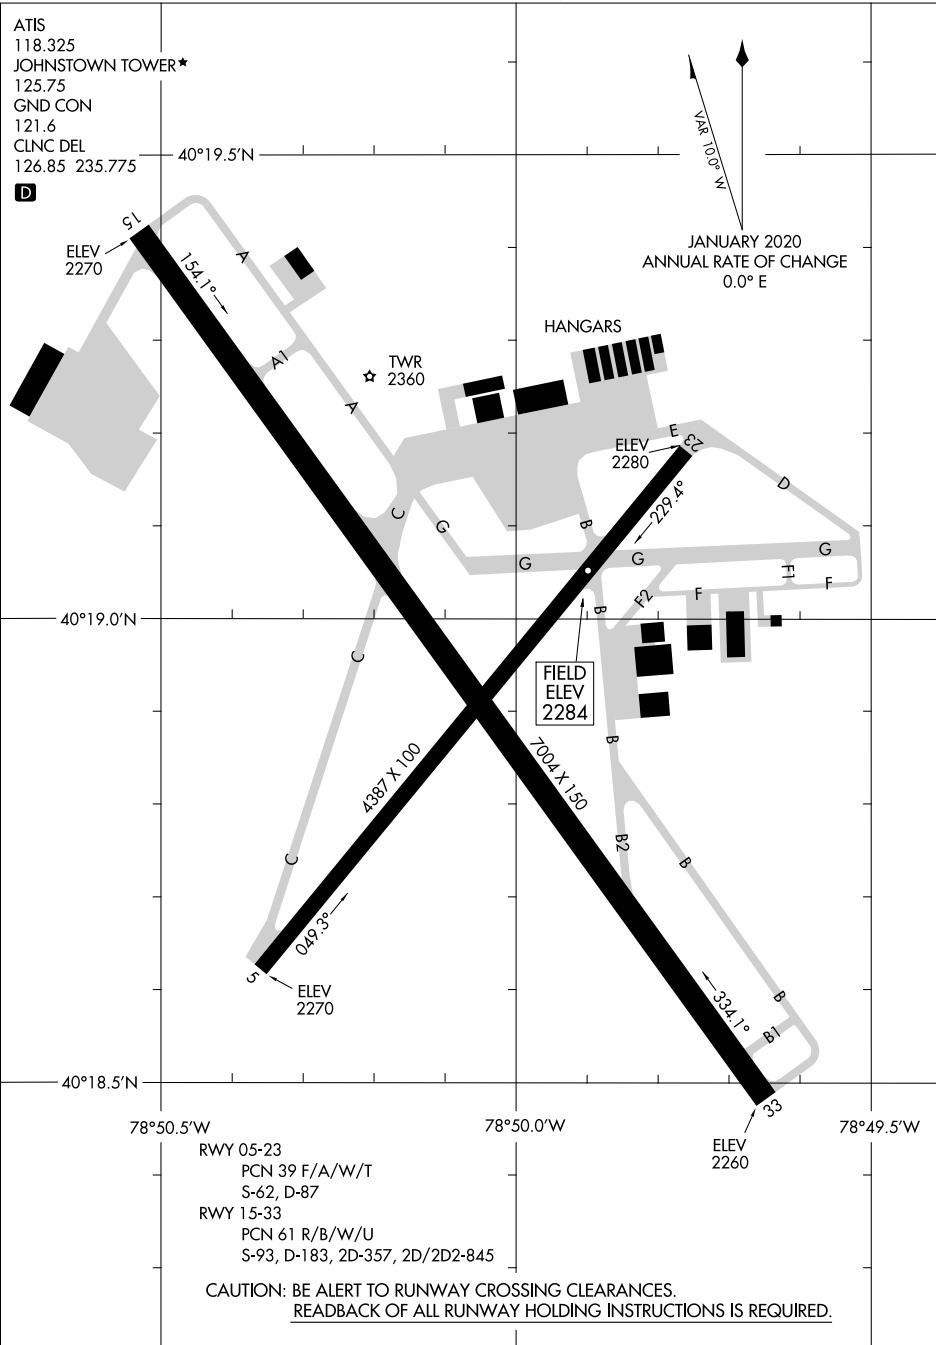 ATIS
118.325
JOHNSTOWN TOWER★
125.75
GND CON
121.6
CLNC DEL
126.85 235.775
D
40°19.5'N
VAR 10.0° W
JANUARY 2020
ANNUAL RATE OF CHANGE
0.0° E
15
ELEV
2270
A
154.1°
HANGARS
A1
TWR
2360
A
E
23
ELEV
2280
D
229.4°
C
G
B
G
G
G
F1
F
F2
F
B
40°19.0'N
C
FIELD
ELEV
2284
B
4387 X 100
7004 X 150
B2
B
C
049.3°
5
ELEV
2270
334.1°
B
B1
40°18.5'N
33
78°50.5'W
78°50.0'W
78°49.5'W
ELEV
2260
RWY 05-23
PCN 39 F/A/W/T
S-62, D-87
RWY 15-33
PCN 61 R/B/W/U
S-93, D-183, 2D-357, 2D/2D2-845
CAUTION: BE ALERT TO RUNWAY CROSSING CLEARANCES.
READBACK OF ALL RUNWAY HOLDING INSTRUCTIONS IS REQUIRED.